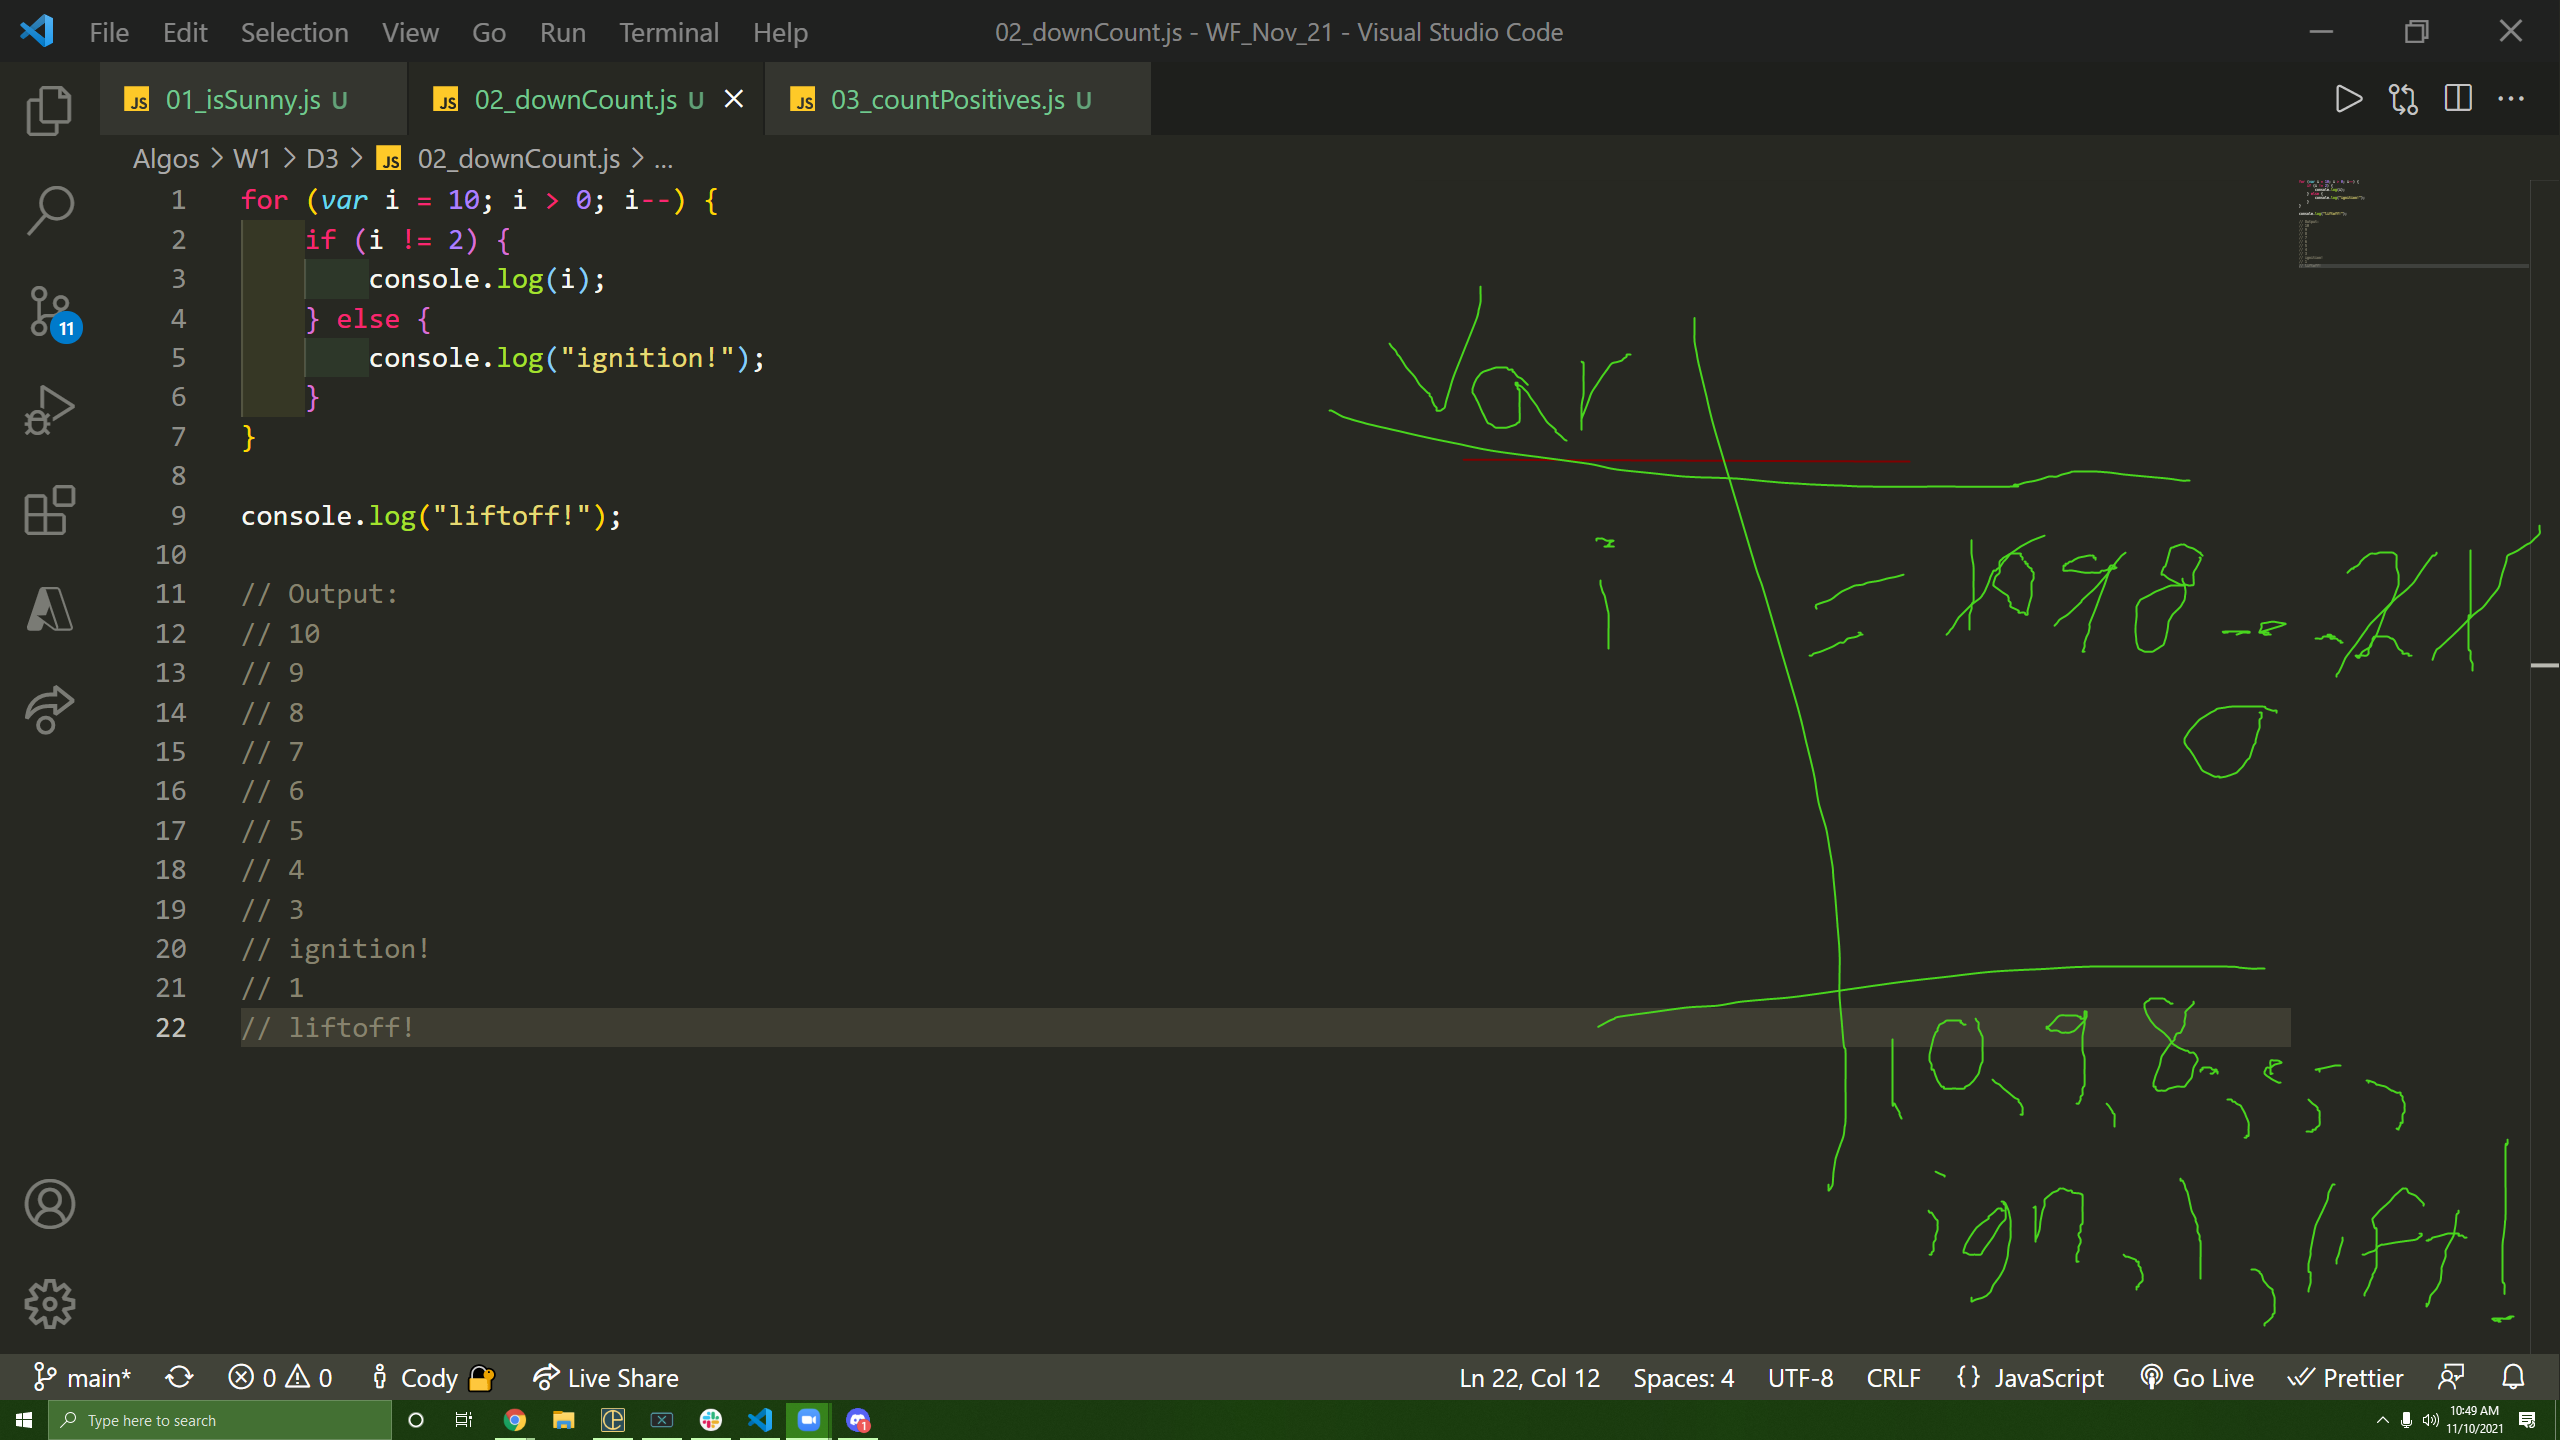 File Edit Selection View Go Run Terminal Help
02_downCount.js - WF_Nov_21 - Visual Studio Code
JS 01_isSunny.js U
JS 02_downCount.js U
JS 03_countPositives.js U
Algos > W1 > D3 > JS 02_downCount.js > ...
1 for (var i = 10; i > 0; i--) {
2     if (i != 2) {
3         console.log(i);
4     } else {
5         console.log("ignition!");
6     }
7 }
8
9 console.log("liftoff!");
10
11 // Output:
12 // 10
13 // 9
14 // 8
15 // 7
16 // 6
17 // 5
18 // 4
19 // 3
20 // ignition!
21 // 1
22 // liftoff!
11
Var
i = 10 9 8 --- 2 1
0
10, 9, 8, , ,
ign, 1, lift!
main* 0 0 Cody Live Share
Ln 22, Col 12 Spaces: 4 UTF-8 CRLF {} JavaScript Go Live Prettier
Type here to search
1
10:49 AM
11/10/2021